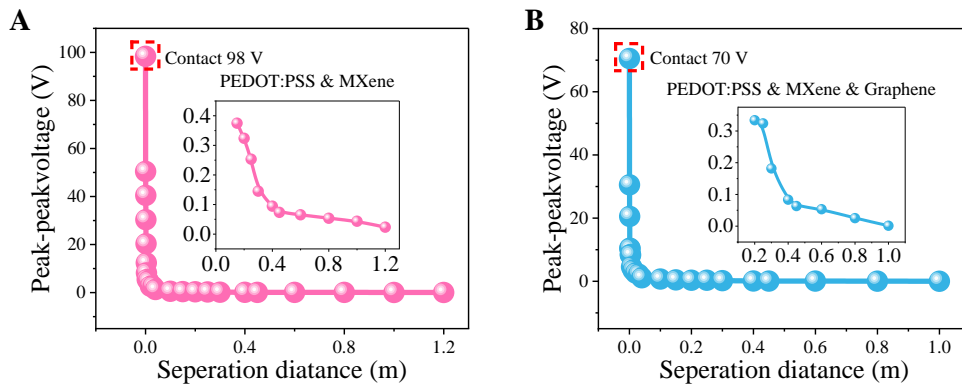 A
Peak-peakvoltage (V)
100
80
60
40
20
0
Contact 98 V
PEDOT:PSS & MXene
0.4
0.3
0.2
0.1
0.0
0.0 0.4 0.8 1.2
0.0 0.4 0.8 1.2
Seperation diatance (m)
B
Peak-peakvoltage (V)
80
60
40
20
0
Contact 70 V
PEDOT:PSS & MXene & Graphene
0.3
0.2
0.1
0.0
0.2 0.4 0.6 0.8 1.0
0.0 0.2 0.4 0.6 0.8 1.0
Seperation diatance (m)